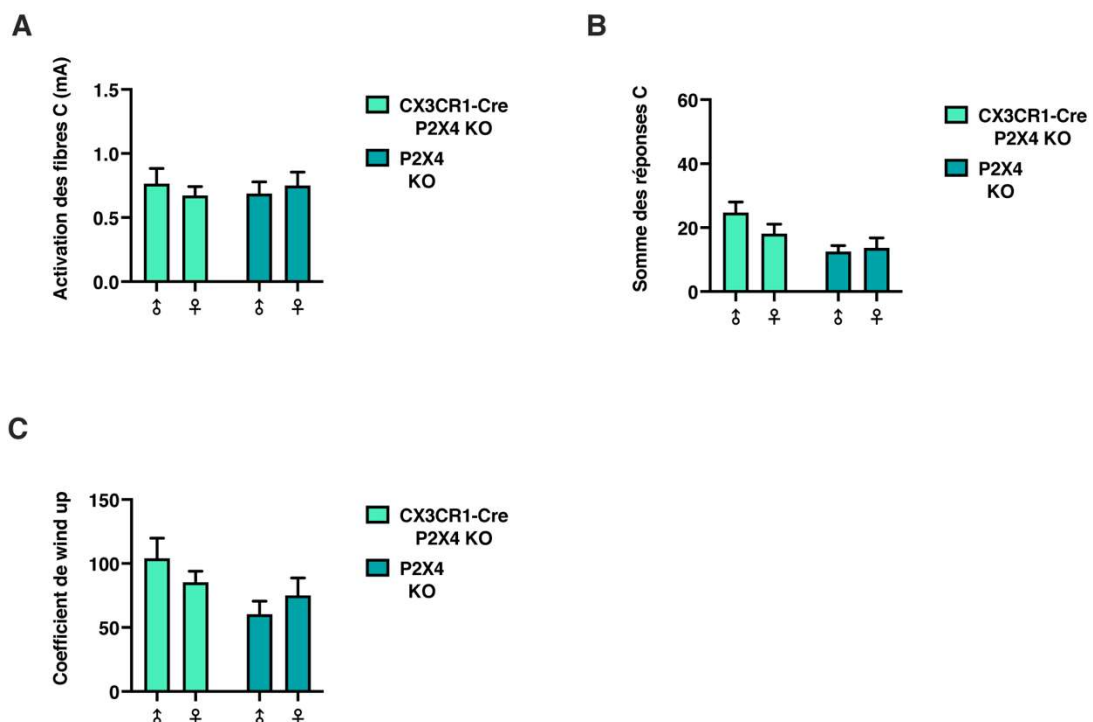 A
Activation des fibres C (mA)
1.5
1.0
0.5
0.0
♂
♀
♂
♀
CX3CR1-Cre
P2X4 KO
P2X4
KO
B
Somme des réponses C
60
40
20
0
♂
♀
♂
♀
CX3CR1-Cre
P2X4 KO
P2X4
KO
C
Coefficient de wind up
150
100
50
0
♂
♀
♂
♀
CX3CR1-Cre
P2X4 KO
P2X4
KO